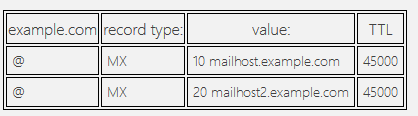 example.com record type: value: TTL
@ MX 10 mailhost.example.com 45000
@ MX 20 mailhost2.example.com 45000